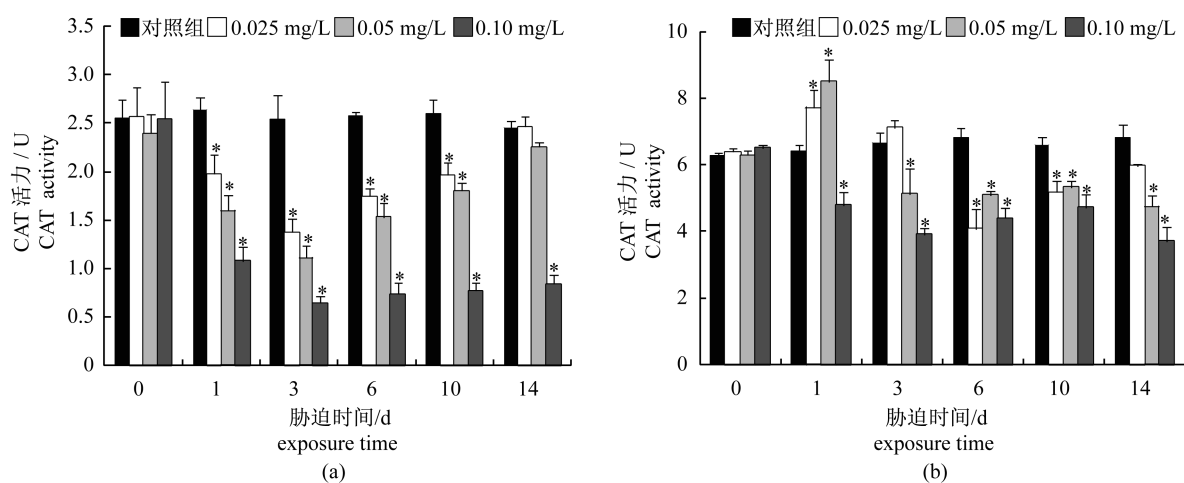 对照组 0.025 mg/L 0.05 mg/L 0.10 mg/L
3.5
3.0
2.5
2.0
1.5
1.0
0.5
0
CAT 活力 / U
CAT activity
* * * * * * * * * * * * *
0 1 3 6 10 14
胁迫时间/d
exposure time
(a)
对照组 0.025 mg/L 0.05 mg/L 0.10 mg/L
10
8
6
4
2
0
CAT 活力 / U
CAT activity
* * * * * * * * * * * * *
0 1 3 6 10 14
胁迫时间/d
exposure time
(b)